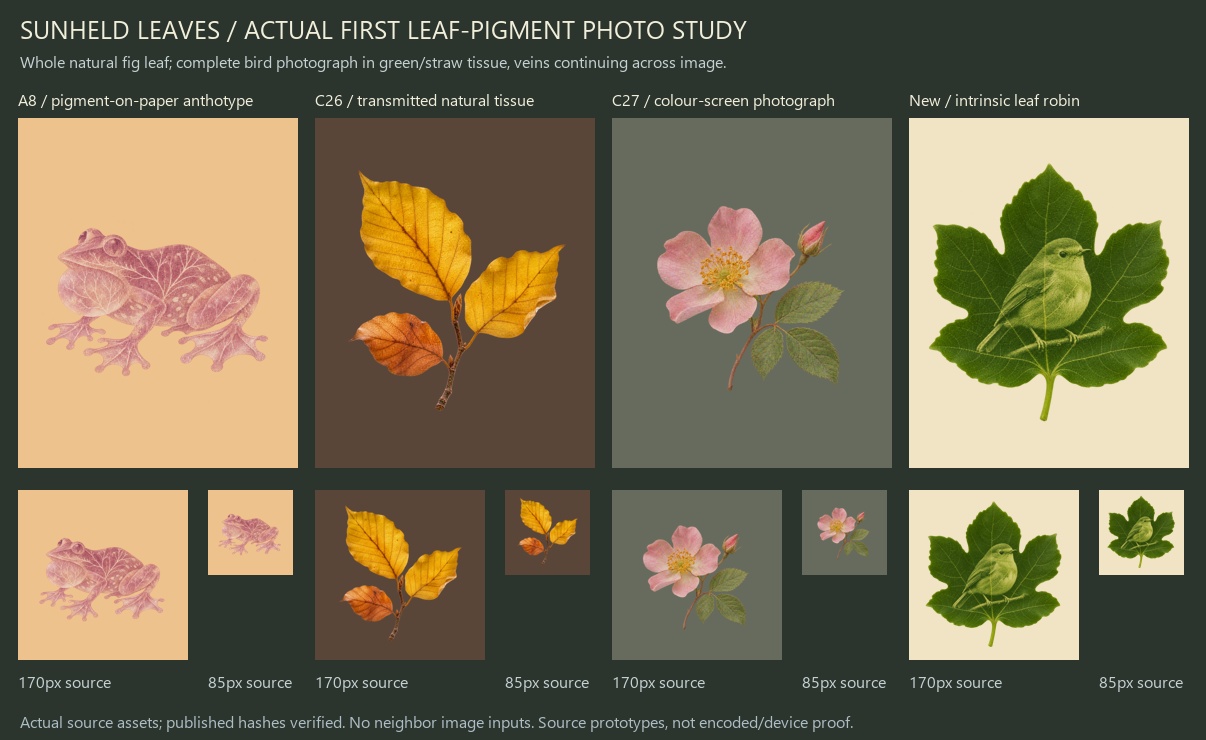 SUNHELD LEAVES / ACTUAL FIRST LEAF-PIGMENT PHOTO STUDY
Whole natural fig leaf; complete bird photograph in green/straw tissue, veins continuing across image.
A8 / pigment-on-paper anthotype
C26 / transmitted natural tissue
C27 / colour-screen photograph
New / intrinsic leaf robin
170px source
85px source
170px source
85px source
170px source
85px source
170px source
85px source
Actual source assets; published hashes verified. No neighbor image inputs. Source prototypes, not encoded/device proof.